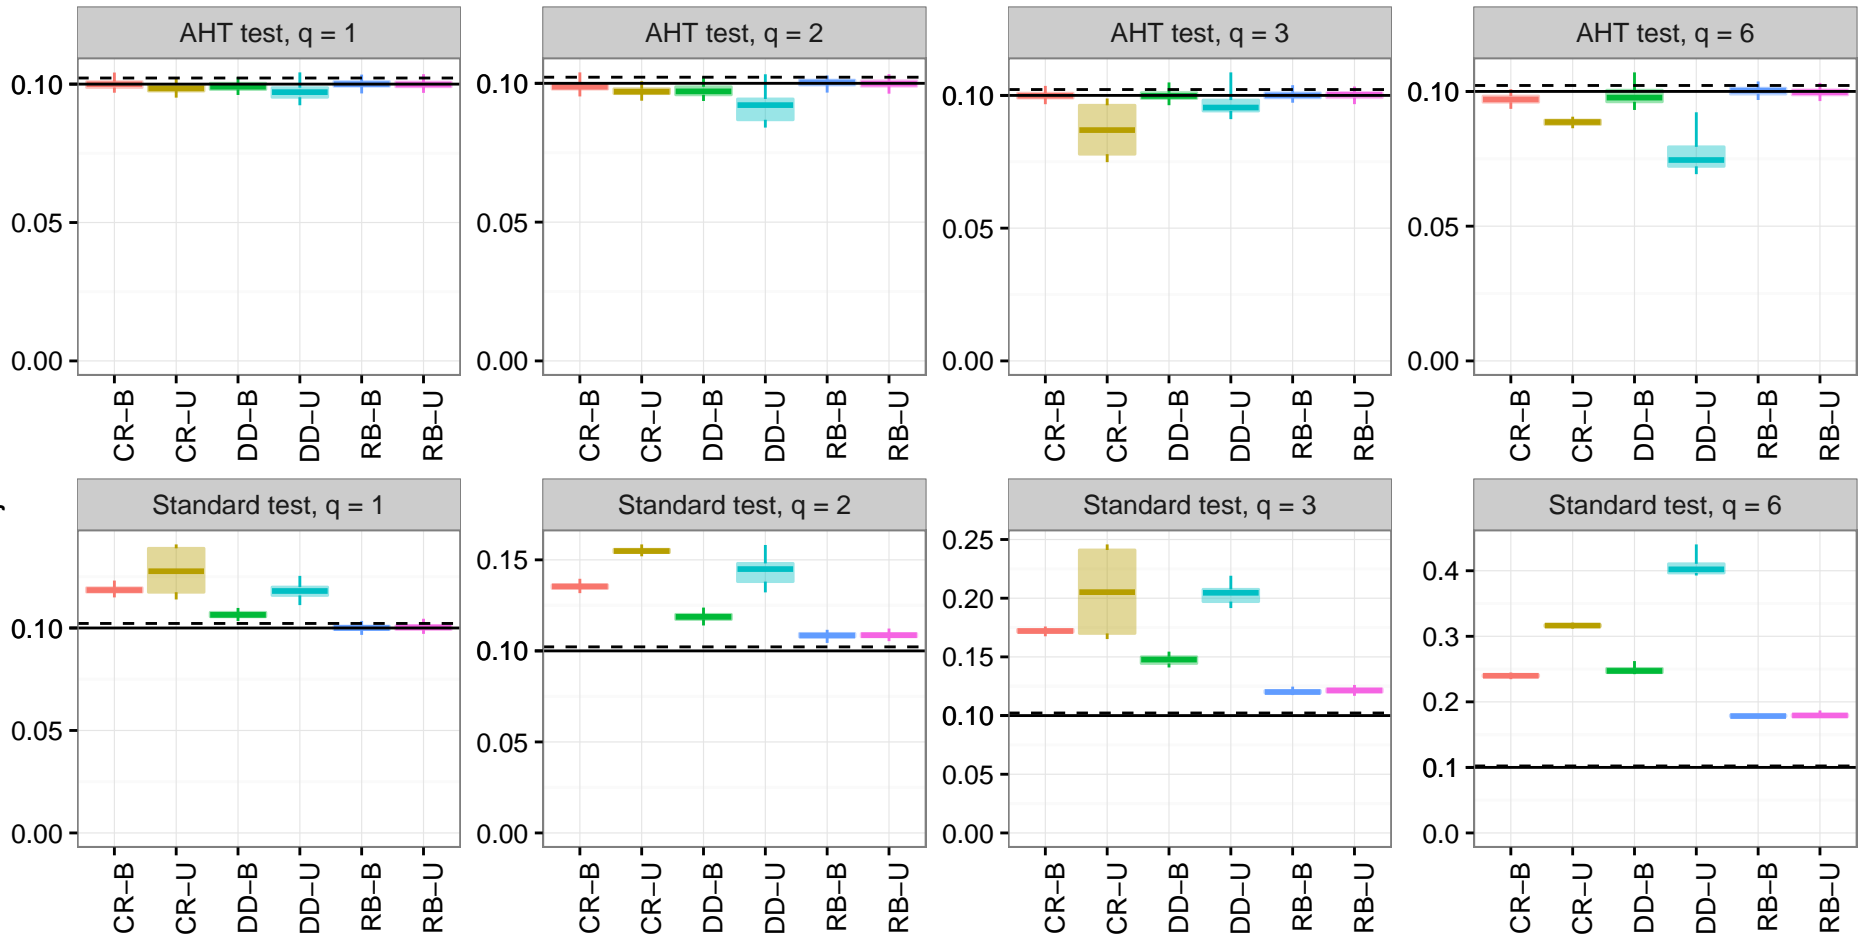 AHT test, q = 1
AHT test, q = 2
AHT test, q = 3
AHT test, q = 6
0.10
0.05
0.00
0.10
0.05
0.00
0.10
0.05
0.00
0.10
0.05
0.00
CR−B
CR−U
DD−B
DD−U
RB−B
RB−U
CR−B
CR−U
DD−B
DD−U
RB−B
RB−U
CR−B
CR−U
DD−B
DD−U
RB−B
RB−U
CR−B
CR−U
DD−B
DD−U
RB−B
RB−U
Standard test, q = 1
Standard test, q = 2
Standard test, q = 3
Standard test, q = 6
0.10
0.05
0.00
0.15
0.10
0.05
0.00
0.25
0.20
0.15
0.10
0.05
0.00
0.4
0.3
0.2
0.1
0.0
CR−B
CR−U
DD−B
DD−U
RB−B
RB−U
CR−B
CR−U
DD−B
DD−U
RB−B
RB−U
CR−B
CR−U
DD−B
DD−U
RB−B
RB−U
CR−B
CR−U
DD−B
DD−U
RB−B
RB−U